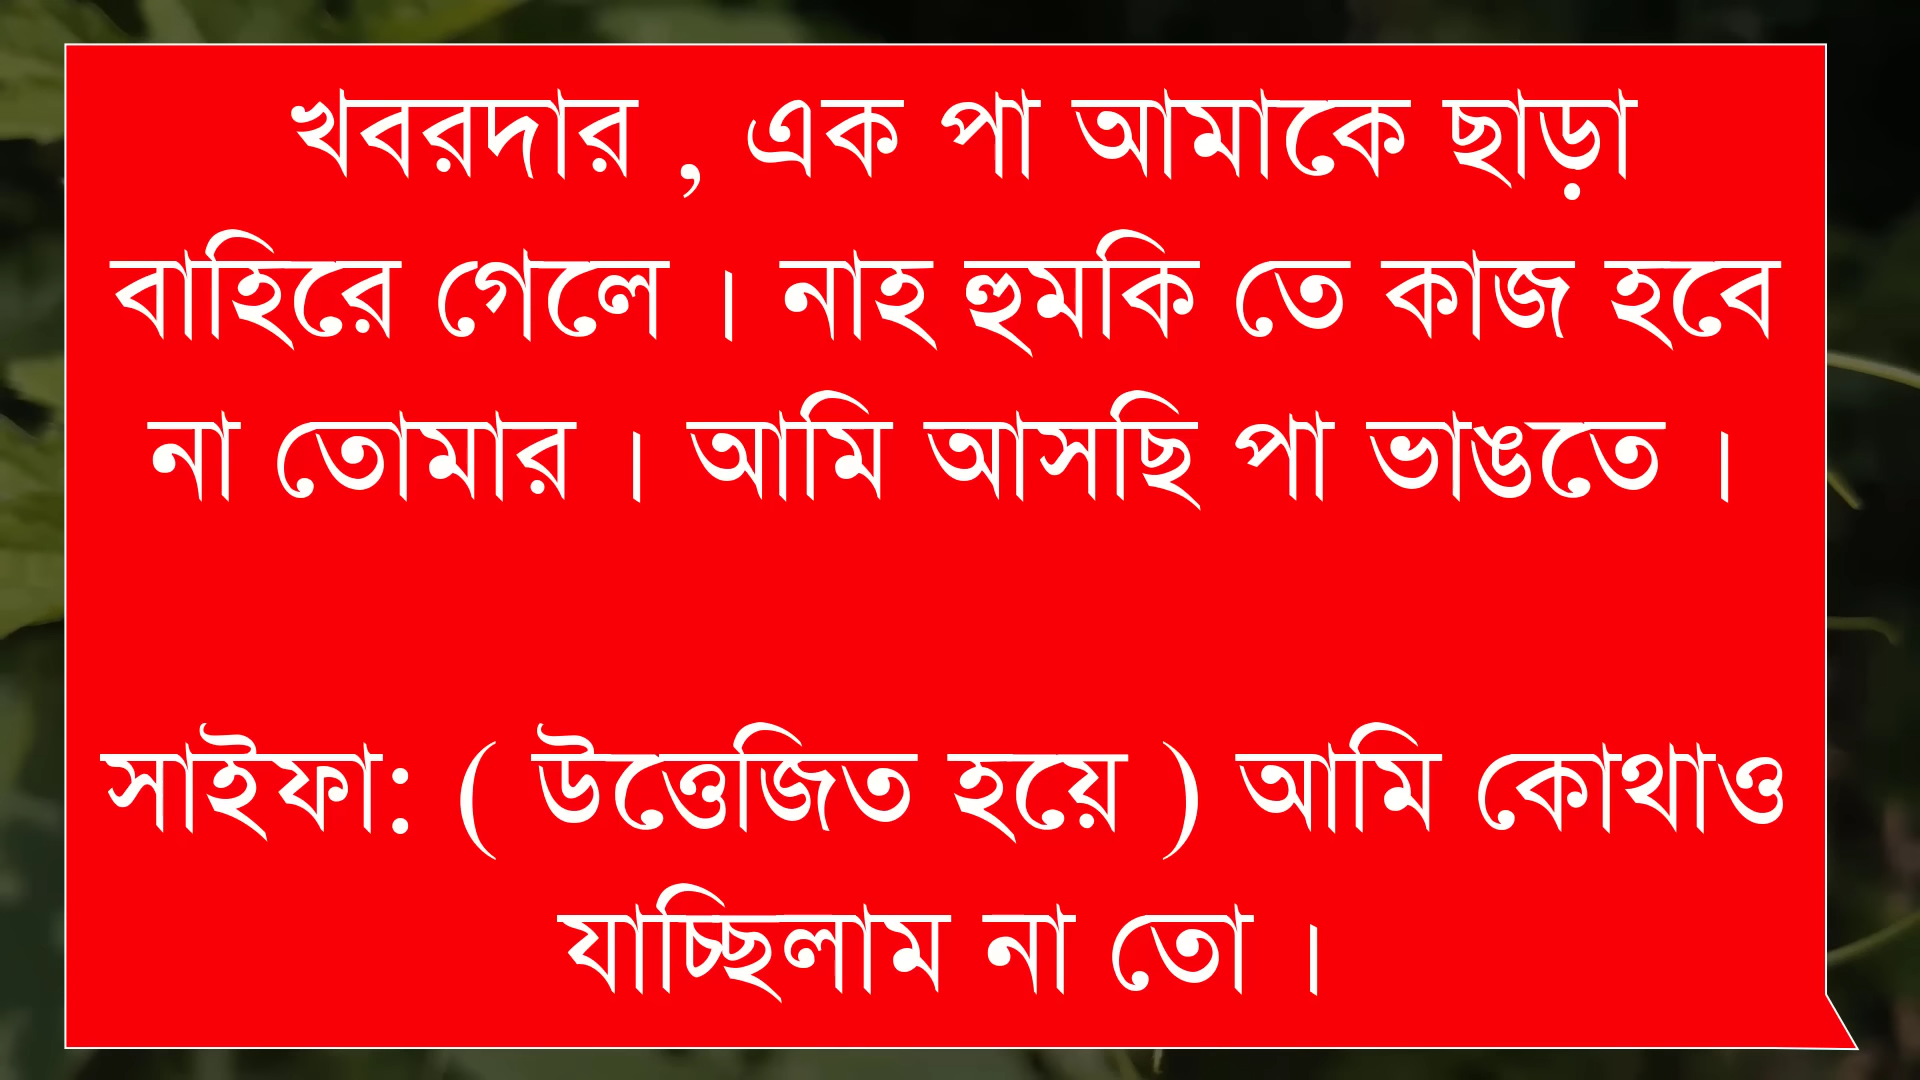 খবরদার , এক পা আমাকে ছাড়া
বাহিরে গেলে । নাহ হুমকি তে কাজ হবে
না তোমার । আমি আসছি পা ভাঙতে ।
সাইফা: ( উত্তেজিত হয়ে ) আমি কোথাও
যাচ্ছিলাম না তো ।